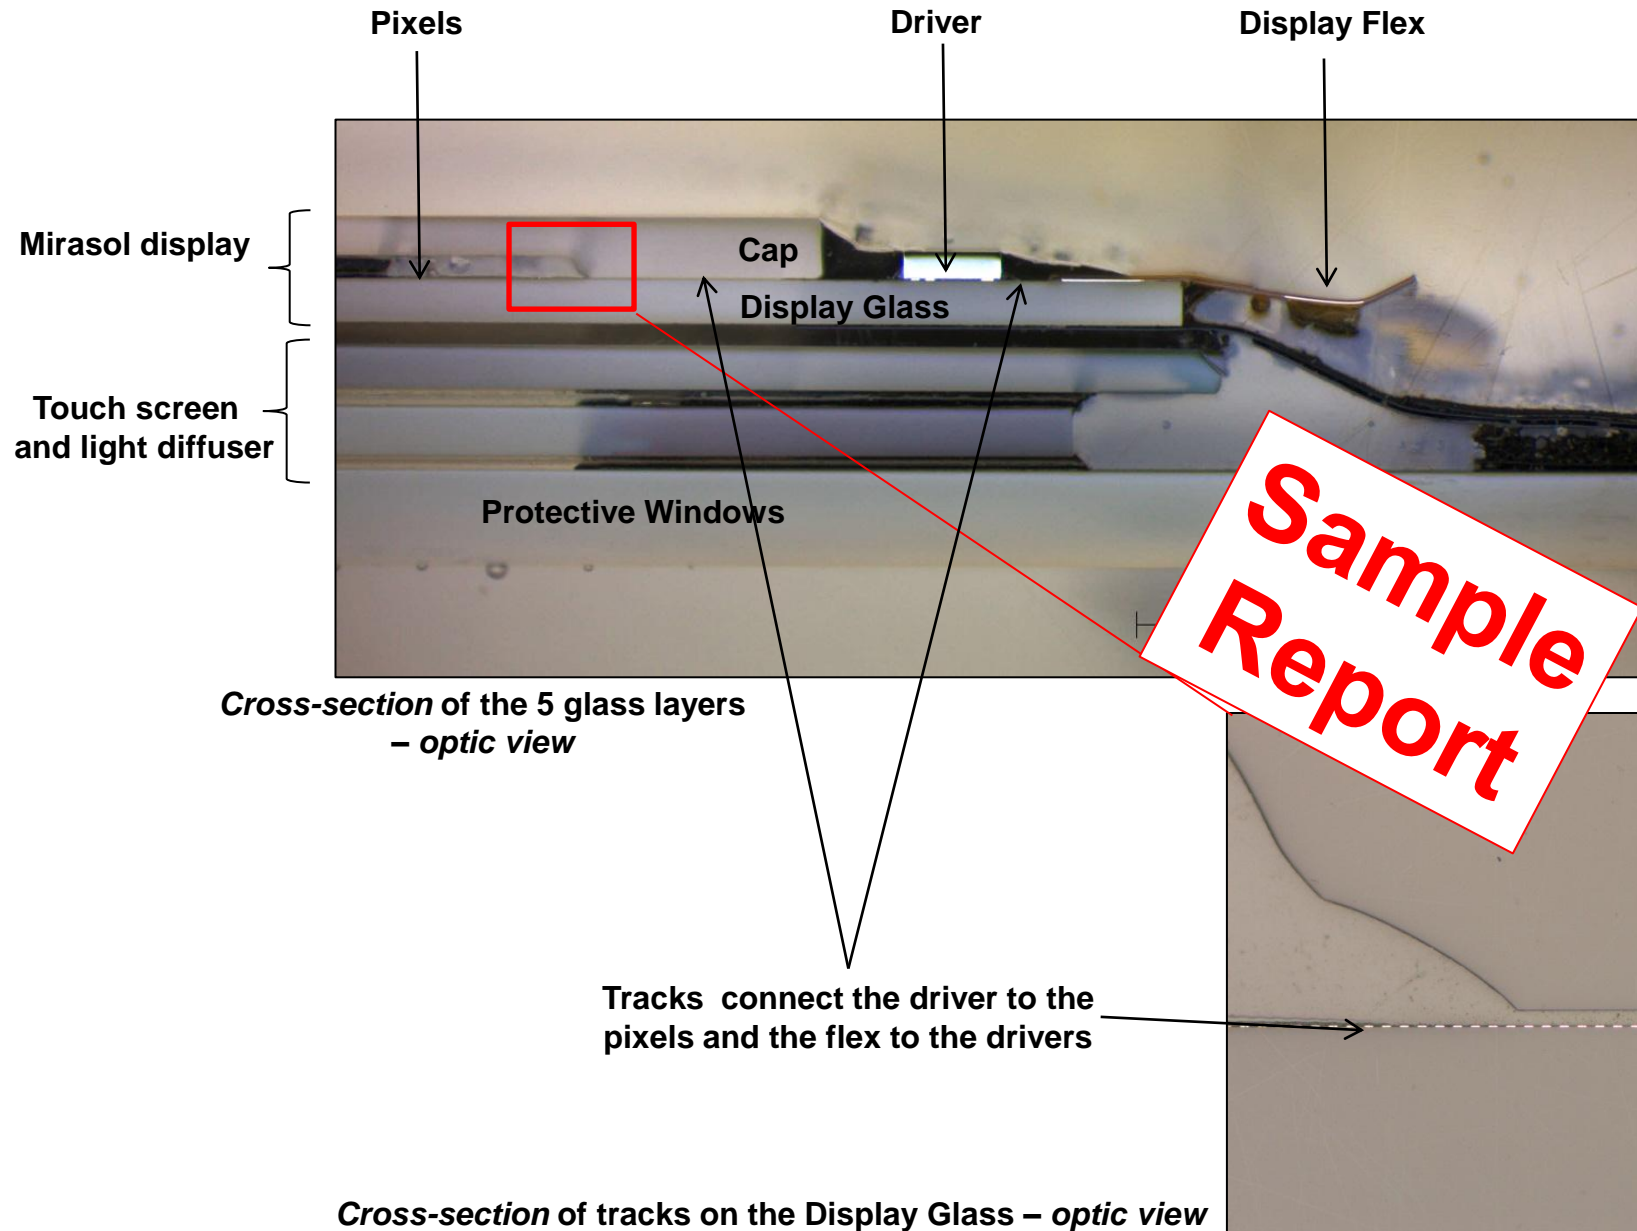 Pixels
Driver
Display Flex
Mirasol display
Cap
Display Glass
Touch screen
and light diffuser
Protective Windows
Sample
Report
Cross-section of the 5 glass layers
– optic view
Tracks connect the driver to the
pixels and the flex to the drivers
Cross-section of tracks on the Display Glass – optic view